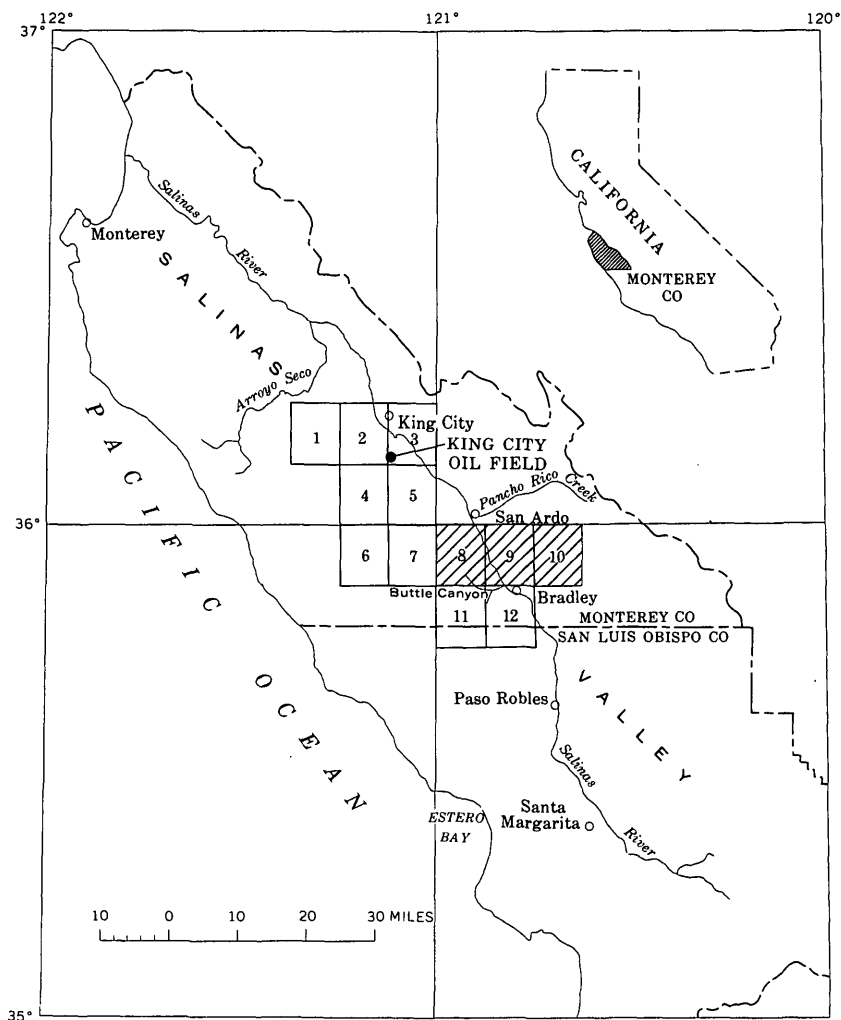 122°
121°
120°
37°
CALIFORNIA
MONTEREY
CO
Salinas
River
Monterey
SALINAS
Arroyo Seco
King City
KING CITY
OIL FIELD
1
2
3
4
5
Pancho Rico Creek
San Ardo
36°
6
7
8
9
10
Buttle Canyon
Bradley
11
12
MONTEREY CO
SAN LUIS OBISPO CO
PACIFIC OCEAN
VALLEY
Paso Robles
Salinas
River
Santa
Margarita
ESTERO
BAY
10 0 10 20 30 MILES
35°